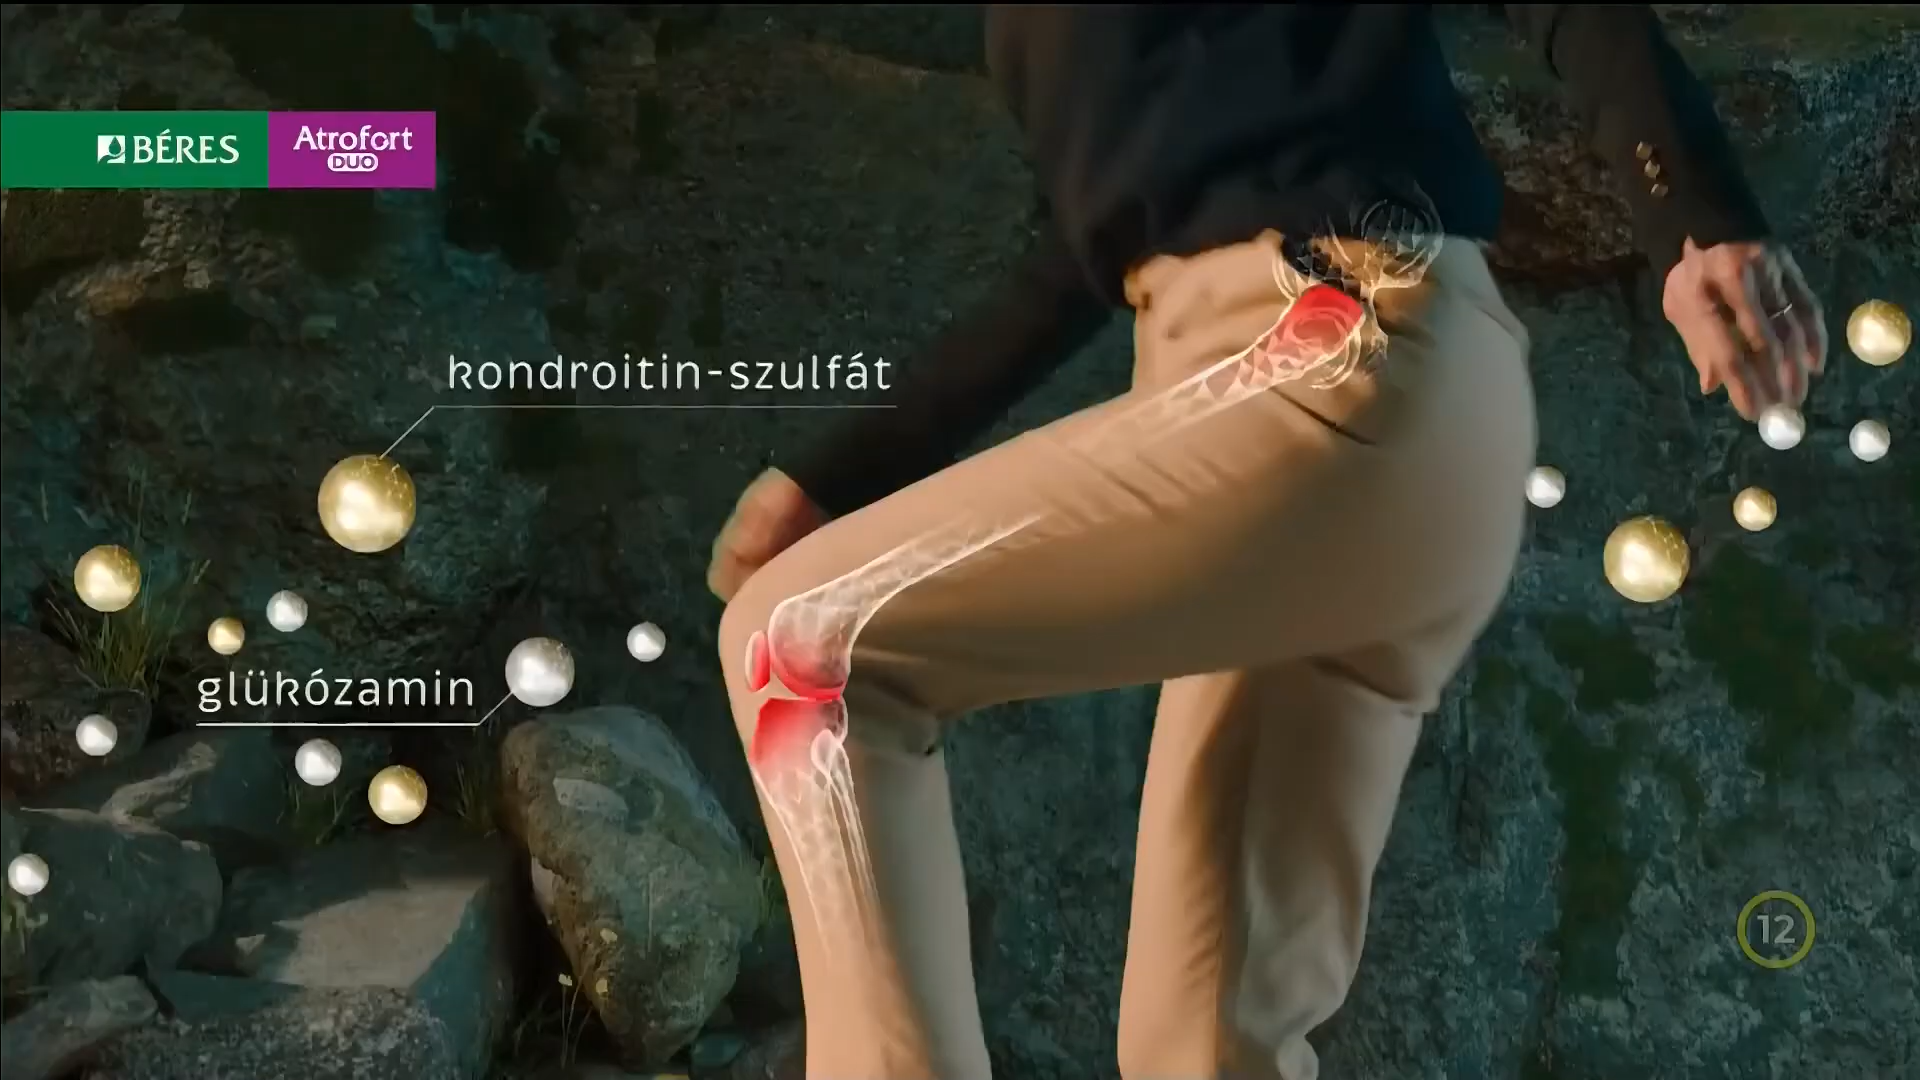 BÉRES
Atrofort
DUO
kondroitin-szulfát
glükózamin
12